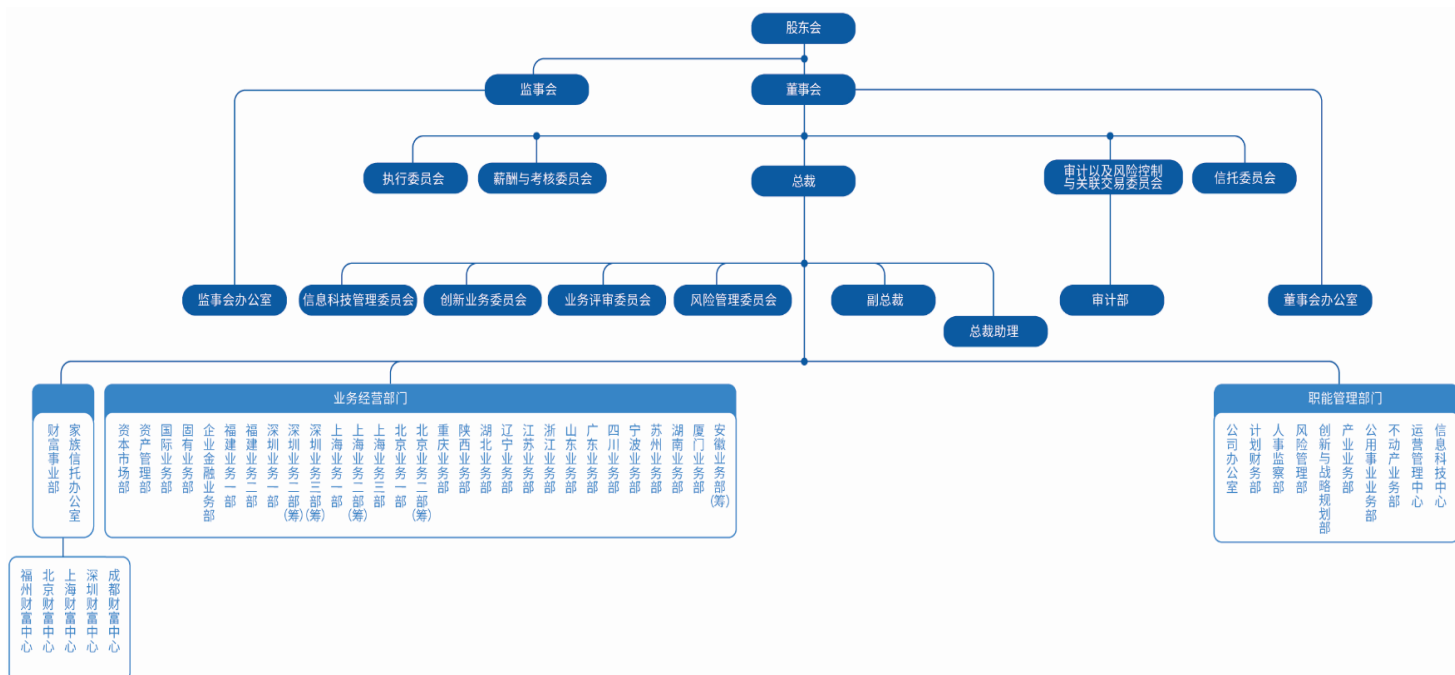 股东会
监事会
董事会
执行委员会
薪酬与考核委员会
总裁
审计以及风险控制
与关联交易委员会
信托委员会
监事会办公室
信息科技管理委员会
创新业务委员会
业务评审委员会
风险管理委员会
副总裁
总裁助理
审计部
董事会办公室
财富事业部
家族信托办公室
业务经营部门
资本市场部
资产管理部
国际业务部
固有业务部
企业金融业务部
福建业务一部
福建业务二部
深圳业务一部
深圳业务二部(筹)
深圳业务三部(筹)
上海业务一部
上海业务二部(筹)
上海业务三部
北京业务一部
北京业务二部(筹)
重庆业务部
陕西业务部
湖北业务部
辽宁业务部
江苏业务部
浙江业务部
山东业务部
广东业务部
四川业务部
宁波业务部
苏州业务部
湖南业务部
厦门业务部
安徽业务部(筹)
职能管理部门
公司办公室
计划财务部
人事监察部
风险管理部
创新与战略规划部
产业业务部
公用事业业务部
不动产业务部
运营管理中心
信息科技中心
福州财富中心
北京财富中心
上海财富中心
深圳财富中心
成都财富中心